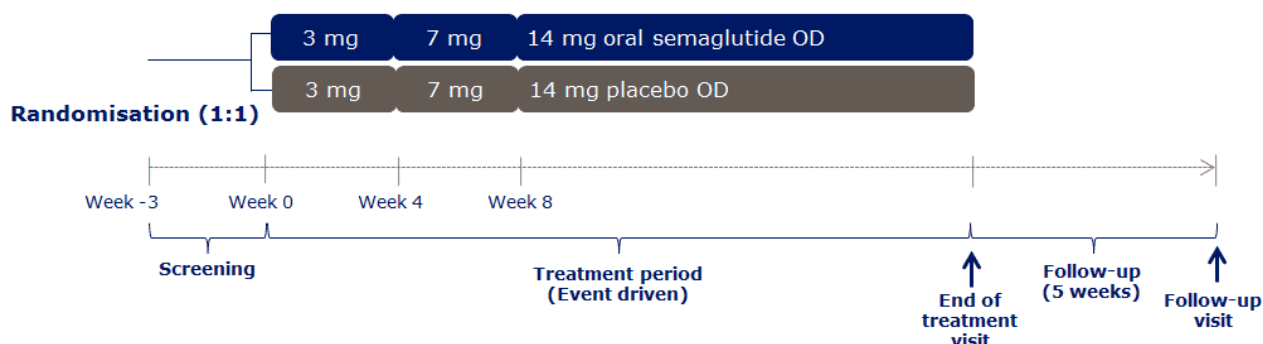 3 mg 7 mg 14 mg oral semaglutide OD
3 mg 7 mg 14 mg placebo OD
Randomisation (1:1)
Week -3 Week 0 Week 4 Week 8
Screening
Treatment period
(Event driven)
End of
treatment
visit
Follow-up
(5 weeks)
Follow-up
visit